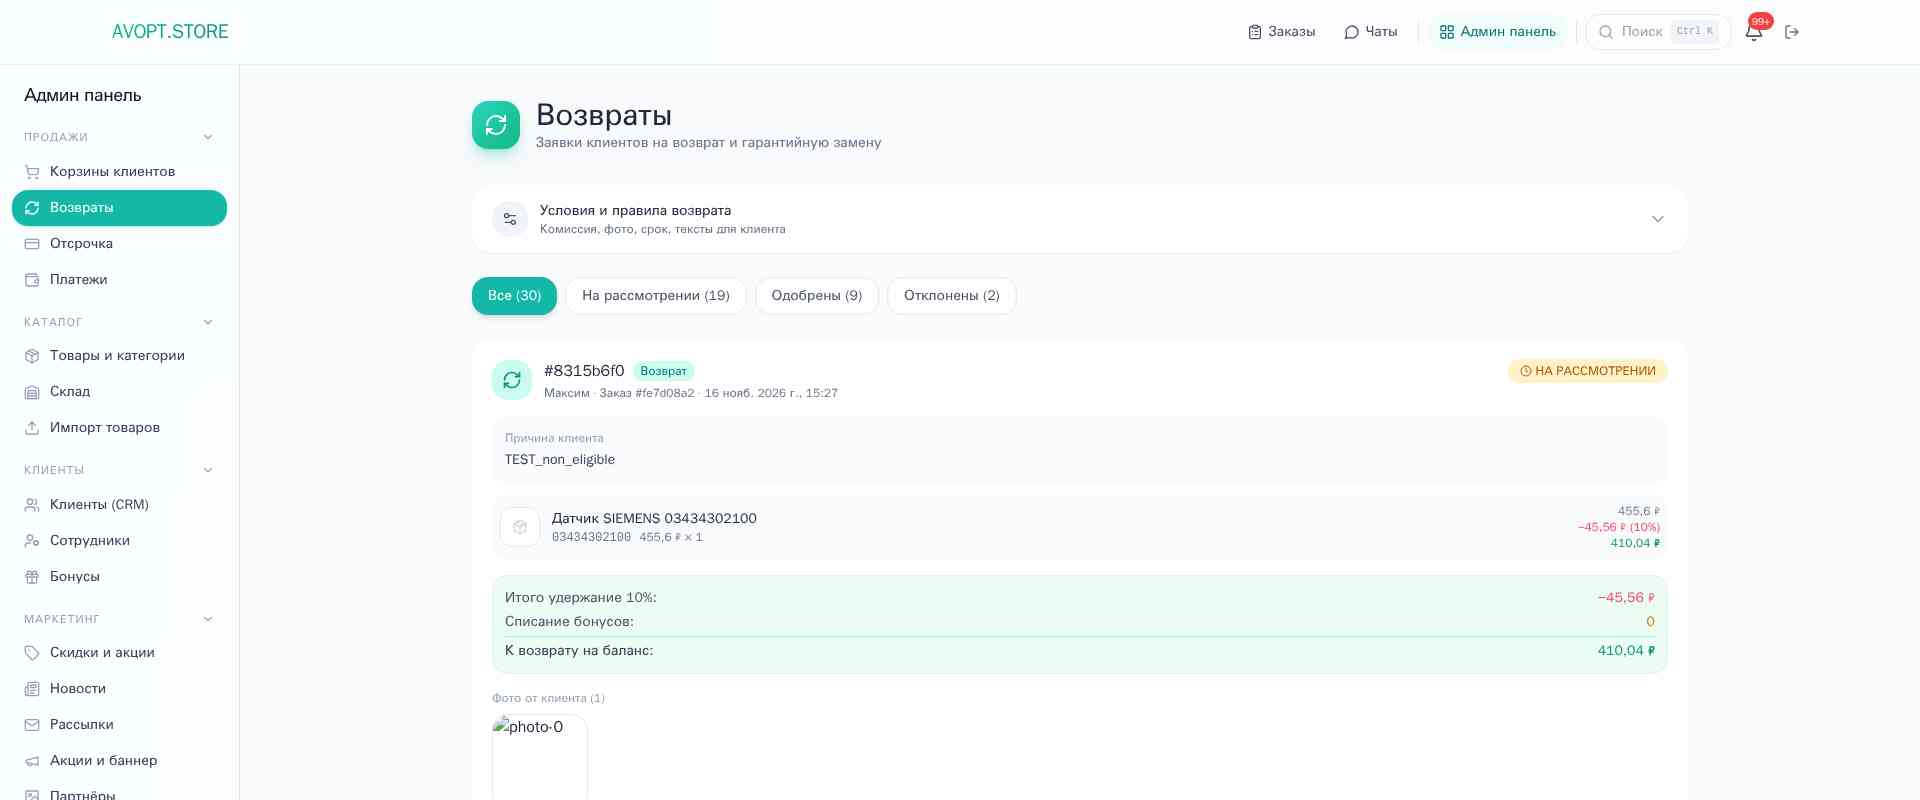 AVOPT.STORE
Заказы
Чаты
Админ панель
Поиск
Ctrl K
99+
Админ панель
ПРОДАЖИ
Корзины клиентов
Возвраты
Отсрочка
Платежи
КАТАЛОГ
Товары и категории
Склад
Импорт товаров
КЛИЕНТЫ
Клиенты (CRM)
Сотрудники
Бонусы
МАРКЕТИНГ
Скидки и акции
Новости
Рассылки
Акции и баннер
Партнёры
Возвраты
Заявки клиентов на возврат и гарантийную замену
Условия и правила возврата
Комиссия, фото, срок, тексты для клиента
Все (30)
На рассмотрении (19)
Одобрены (9)
Отклонены (2)
#8315b6f0 Возврат
НА РАССМОТРЕНИИ
Максим · Заказ #fe7d08a2 · 16 нояб. 2026 г., 15:27
Причина клиента
TEST_non_eligible
Датчик SIEMENS 03434302100
03434302100 455,6 ₽ × 1
455,6 ₽
−45,56 ₽ (10%)
410,04 ₽
Итого удержание 10%: −45,56 ₽
Списание бонусов: 0
К возврату на баланс: 410,04 ₽
Фото от клиента (1)
photo-0